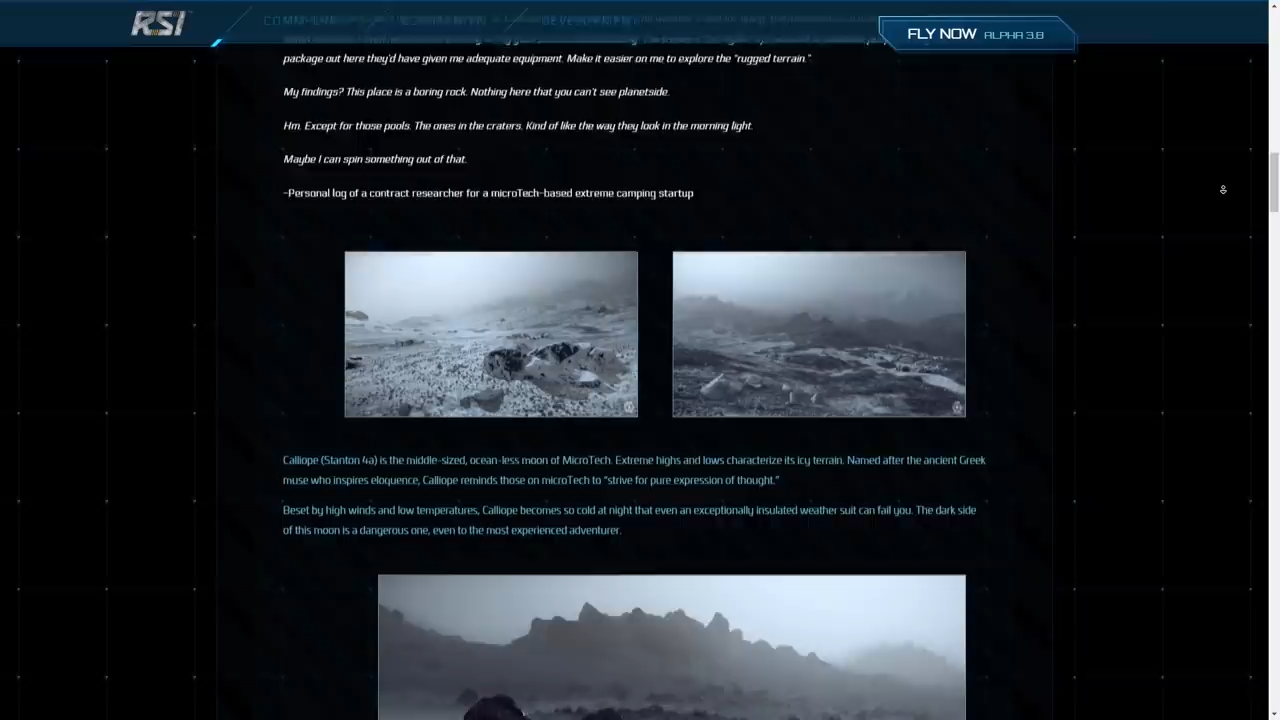 RSI
COMM-LINK
DEVELOPMENT
FLY NOW ALPHA 3.8
package out here they'd have given me adequate equipment. Make it easier on me to explore the "rugged terrain."
My findings? This place is a boring rock. Nothing here that you can't see planetside.
Hm. Except for those pools. The ones in the craters. Kind of like the way they look in the morning light.
Maybe I can spin something out of that.
-Personal log of a contract researcher for a microTech-based extreme camping startup
Calliope (Stanton 4a) is the middle-sized, ocean-less moon of MicroTech. Extreme highs and lows characterize its icy terrain. Named after the ancient Greek
muse who inspires eloquence, Calliope reminds those on microTech to "strive for pure expression of thought."
Beset by high winds and low temperatures, Calliope becomes so cold at night that even an exceptionally insulated weather suit can fail you. The dark side
of this moon is a dangerous one, even to the most experienced adventurer.